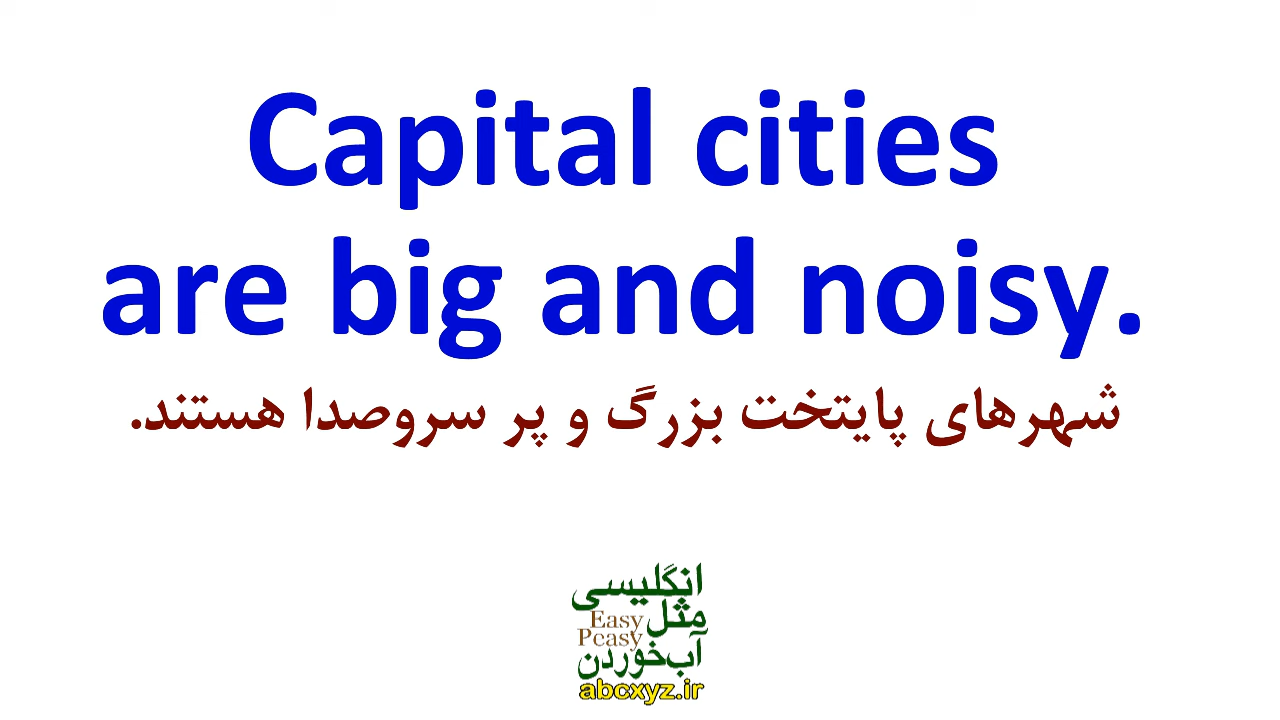 Capital cities
are big and noisy.
شهرهای پایتخت بزرگ و پر سروصدا هستند.
انگلیسی
مثل
Easy
Peasy
آب‌خوردن
abcxyz.ir